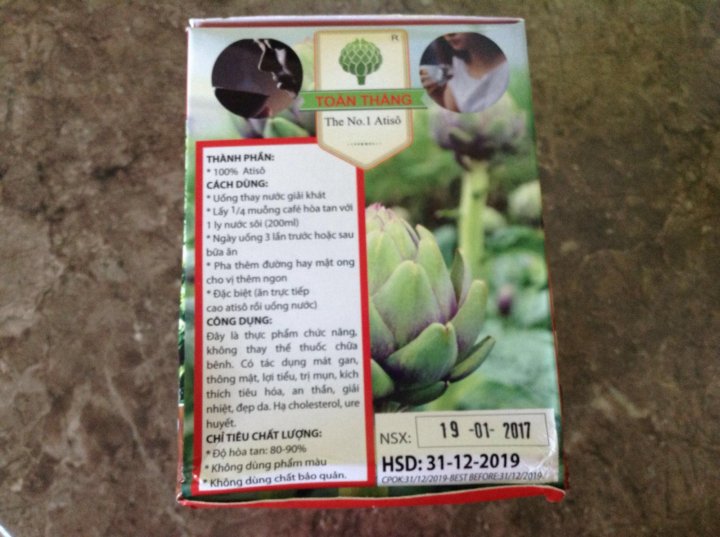 R
TOÀN THẮNG
The No.1 Atisô
THÀNH PHẦN:
* 100% Atisô
CÁCH DÙNG:
* Uống thay nước giải khát
* Lấy 1/4 muỗng café hòa tan với
1 ly nước sôi (200ml)
* Ngày uống 3 lần trước hoặc sau
bữa ăn
* Pha thêm đường hay mật ong
cho vị thêm ngon
* Đặc biệt (ăn trực tiếp
cao atisô rồi uống nước)
CÔNG DỤNG:
Đây là thực phẩm chức năng,
không thay thế thuốc chữa
bệnh. Có tác dụng mát gan,
thông mật, lợi tiểu, trị mụn, kích
thích tiêu hóa, an thần, giải
nhiệt, đẹp da. Hạ cholesterol, ure
huyết.
CHỈ TIÊU CHẤT LƯỢNG:
* Độ hòa tan: 80-90%
* Không dùng phẩm màu
* Không dùng chất bảo quản.
NSX: 19 -01- 2017
HSD: 31-12-2019
СРОК:31/12/2019-BEST BEFORE:31/12/2019